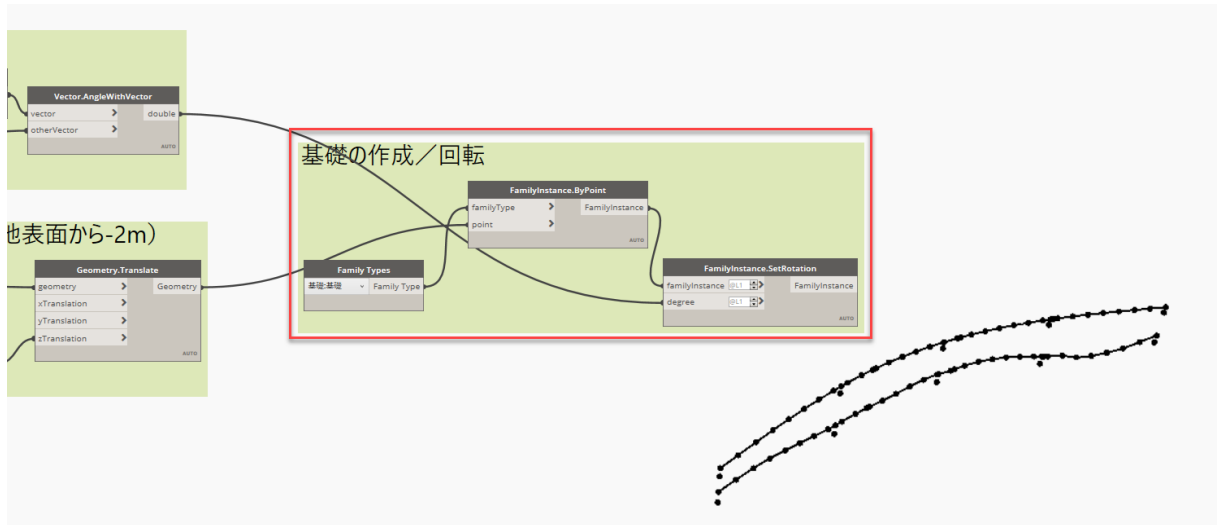 Vector.AngleWithVector
vector > double
otherVector >
AUTO
基礎の作成／回転
FamilyInstance.ByPoint
familyType > FamilyInstance
point >
AUTO
地表面から-2m）
Geometry.Translate
geometry > Geometry
xTranslation >
yTranslation >
zTranslation >
AUTO
Family Types
基礎:基礎 Family Type
FamilyInstance.SetRotation
familyInstance @L1 > FamilyInstance
degree @L1 >
AUTO